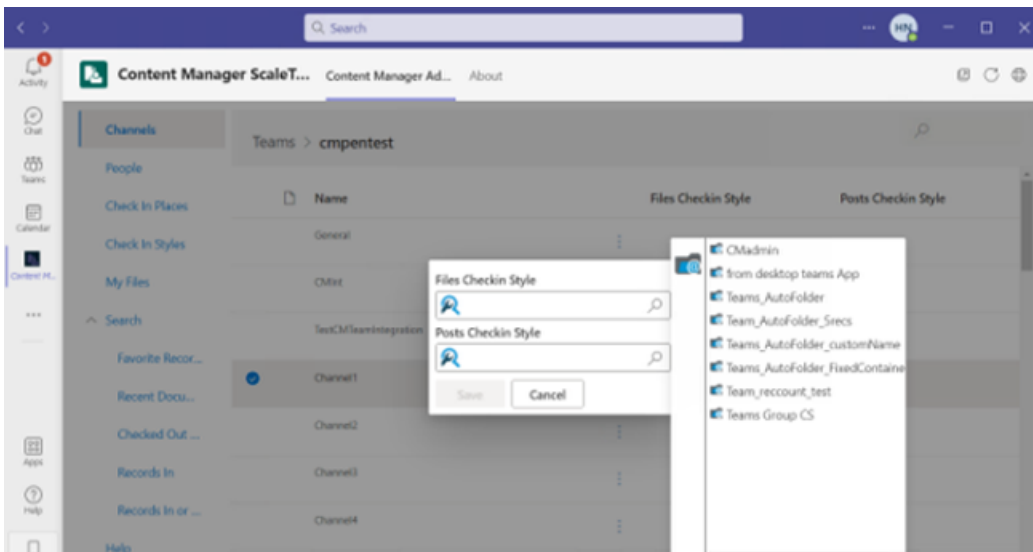 Search
HN
1
Activity
Chat
Teams
Calendar
Content M...
Apps
Help
Content Manager ScaleT...
Content Manager Ad...
About
Channels
People
Check In Places
Check In Styles
My Files
Search
Favorite Recor...
Recent Docu...
Checked Out ...
Records In
Records In or ...
Help
Teams > cmpentest
Name
Files Checkin Style
Posts Checkin Style
General
CMint
TestCMTeamIntegration
Channel1
Channel2
Channel3
Channel4
Files Checkin Style
Posts Checkin Style
Save
Cancel
CMadmin
from desktop teams App
Teams_AutoFolder
Team_AutoFolder_5recs
Teams_AutoFolder_customName
Teams_AutoFolder_FixedContaine
Team_reccount_test
Teams Group CS